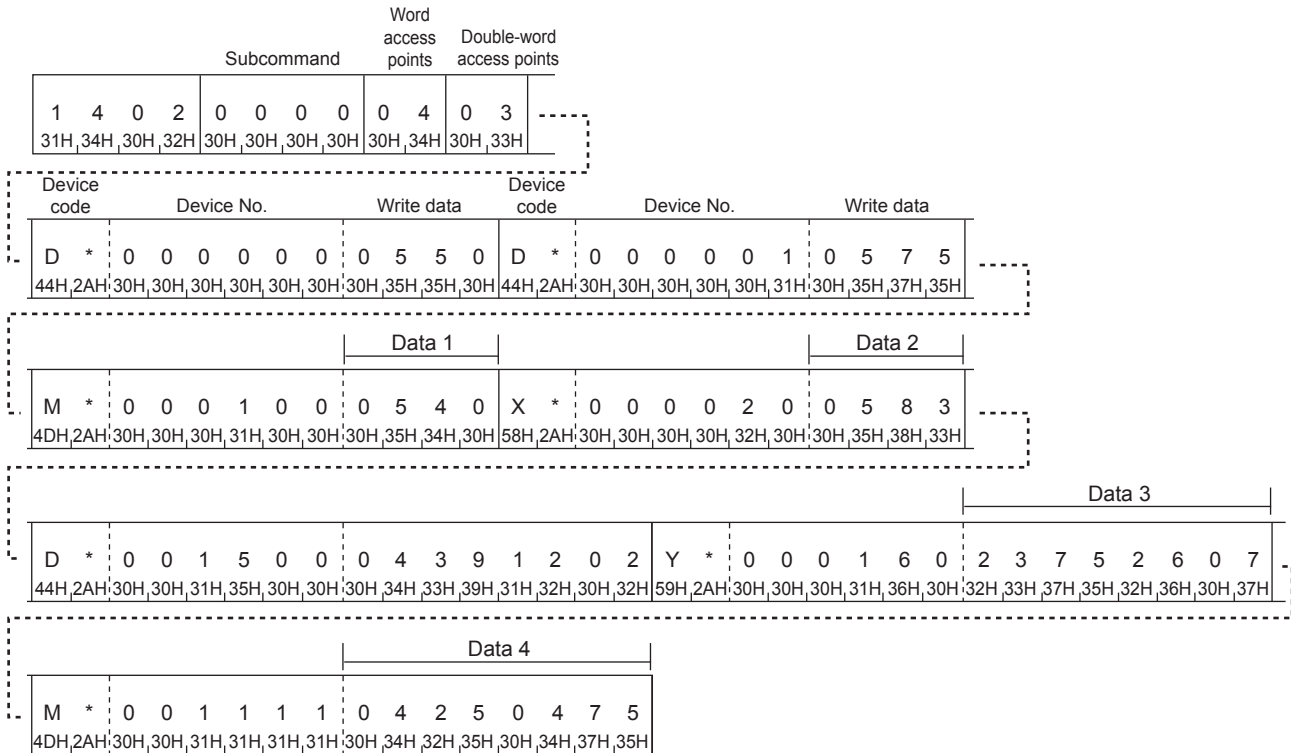 Word access points
Double-word access points
Subcommand
1 4 0 2 0 0 0 0 0 4 0 3
31H 34H 30H 32H 30H 30H 30H 30H 30H 34H 30H 33H
Device code Device No. Write data Device code Device No. Write data
D * 0 0 0 0 0 0 0 5 5 0 D * 0 0 0 0 0 1 0 5 7 5
44H 2AH 30H 30H 30H 30H 30H 30H 30H 35H 35H 30H 44H 2AH 30H 30H 30H 30H 30H 31H 30H 35H 37H 35H
Data 1 Data 2
M * 0 0 0 1 0 0 0 5 4 0 X * 0 0 0 0 2 0 0 5 8 3
4DH 2AH 30H 30H 30H 31H 30H 30H 30H 35H 34H 30H 58H 2AH 30H 30H 30H 30H 32H 30H 30H 35H 38H 33H
Data 3
D * 0 0 1 5 0 0 0 4 3 9 1 2 0 2 Y * 0 0 0 1 6 0 2 3 7 5 2 6 0 7
44H 2AH 30H 30H 31H 35H 30H 30H 30H 34H 33H 39H 31H 32H 30H 32H 59H 2AH 30H 30H 30H 31H 36H 30H 32H 33H 37H 35H 32H 36H 30H 37H
Data 4
M * 0 0 1 1 1 1 0 4 2 5 0 4 7 5
4DH 2AH 30H 30H 31H 31H 31H 31H 30H 34H 32H 35H 30H 34H 37H 35H